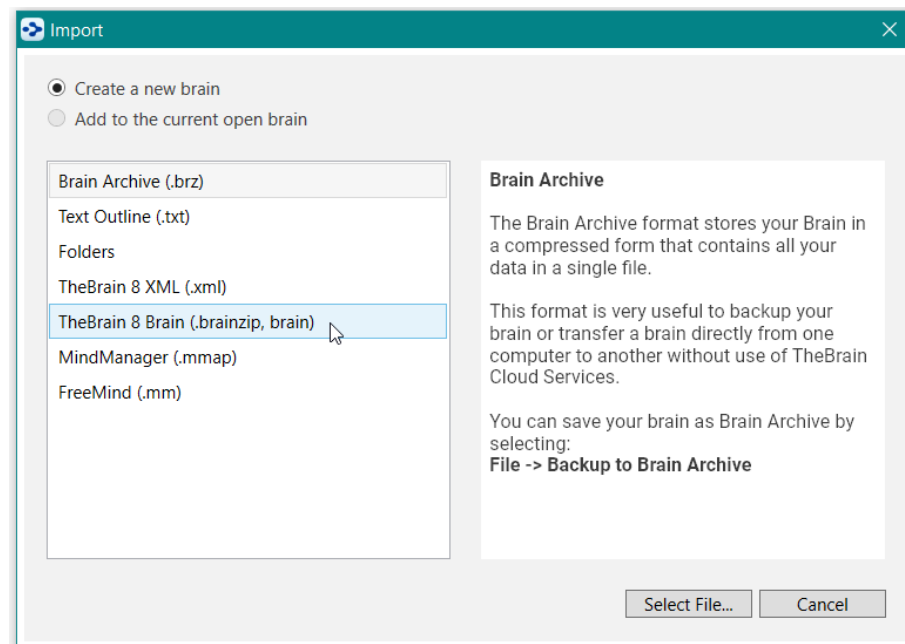 Import
Create a new brain
Add to the current open brain
Brain Archive (.brz)
Text Outline (.txt)
Folders
TheBrain 8 XML (.xml)
TheBrain 8 Brain (.brainzip, brain)
MindManager (.mmap)
FreeMind (.mm)
Brain Archive
The Brain Archive format stores your Brain in
a compressed form that contains all your
data in a single file.
This format is very useful to backup your
brain or transfer a brain directly from one
computer to another without use of TheBrain
Cloud Services.
You can save your brain as Brain Archive by
selecting:
File -> Backup to Brain Archive
Select File...
Cancel